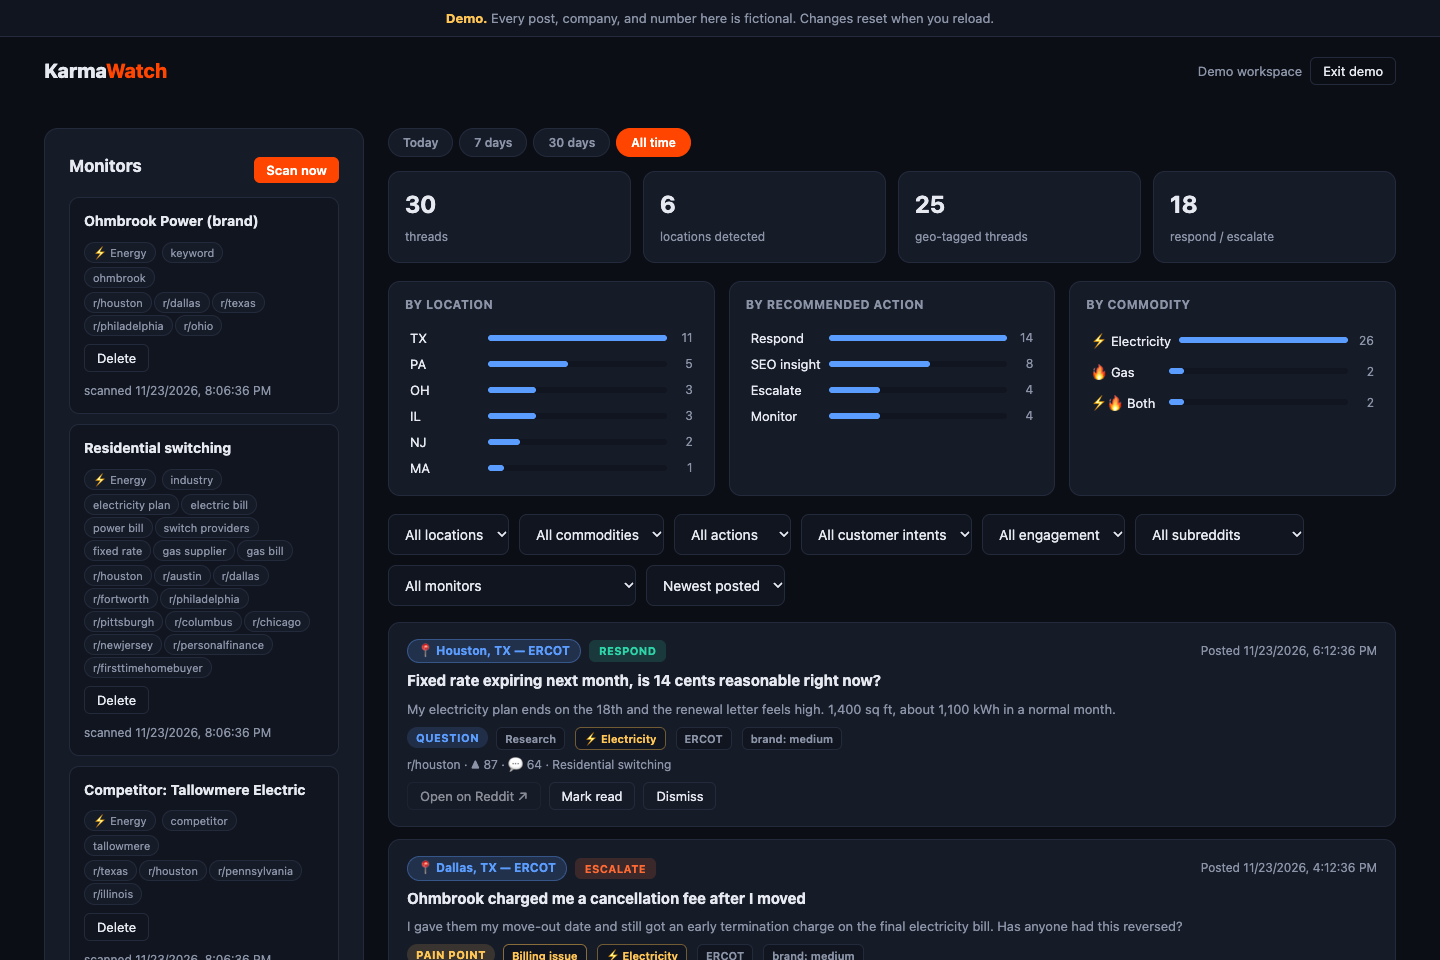 Demo. Every post, company, and number here is fictional. Changes reset when you reload.
KarmaWatch
Demo workspace Exit demo
Monitors
Scan now
Ohmbrook Power (brand)
⚡ Energy keyword
ohmbrook
r/houston r/dallas r/texas
r/philadelphia r/ohio
Delete
scanned 11/23/2026, 8:06:36 PM
Residential switching
⚡ Energy industry
electricity plan electric bill
power bill switch providers
fixed rate gas supplier gas bill
r/houston r/austin r/dallas
r/fortworth r/philadelphia
r/pittsburgh r/columbus r/chicago
r/newjersey r/personalfinance
r/firsttimehomebuyer
Delete
scanned 11/23/2026, 8:06:36 PM
Competitor: Tallowmere Electric
⚡ Energy competitor
tallowmere
r/texas r/houston r/pennsylvania
r/illinois
Delete
scanned 11/23/2026, 8:06:36 PM
Today 7 days 30 days All time
30
threads
6
locations detected
25
geo-tagged threads
18
respond / escalate
BY LOCATION
TX 11
PA 5
OH 3
IL 3
NJ 2
MA 1
BY RECOMMENDED ACTION
Respond 14
SEO insight 8
Escalate 4
Monitor 4
BY COMMODITY
⚡ Electricity 26
🔥 Gas 2
⚡🔥 Both 2
All locations All commodities All actions All customer intents All engagement All subreddits
All monitors Newest posted
📍 Houston, TX — ERCOT RESPOND Posted 11/23/2026, 6:12:36 PM
Fixed rate expiring next month, is 14 cents reasonable right now?
My electricity plan ends on the 18th and the renewal letter feels high. 1,400 sq ft, about 1,100 kWh in a normal month.
QUESTION Research ⚡ Electricity ERCOT brand: medium
r/houston · ▲ 87 · 💬 64 · Residential switching
Open on Reddit ↗ Mark read Dismiss
📍 Dallas, TX — ERCOT ESCALATE Posted 11/23/2026, 4:12:36 PM
Ohmbrook charged me a cancellation fee after I moved
I gave them my move-out date and still got an early termination charge on the final electricity bill. Has anyone had this reversed?
PAIN POINT Billing issue ⚡ Electricity ERCOT brand: medium